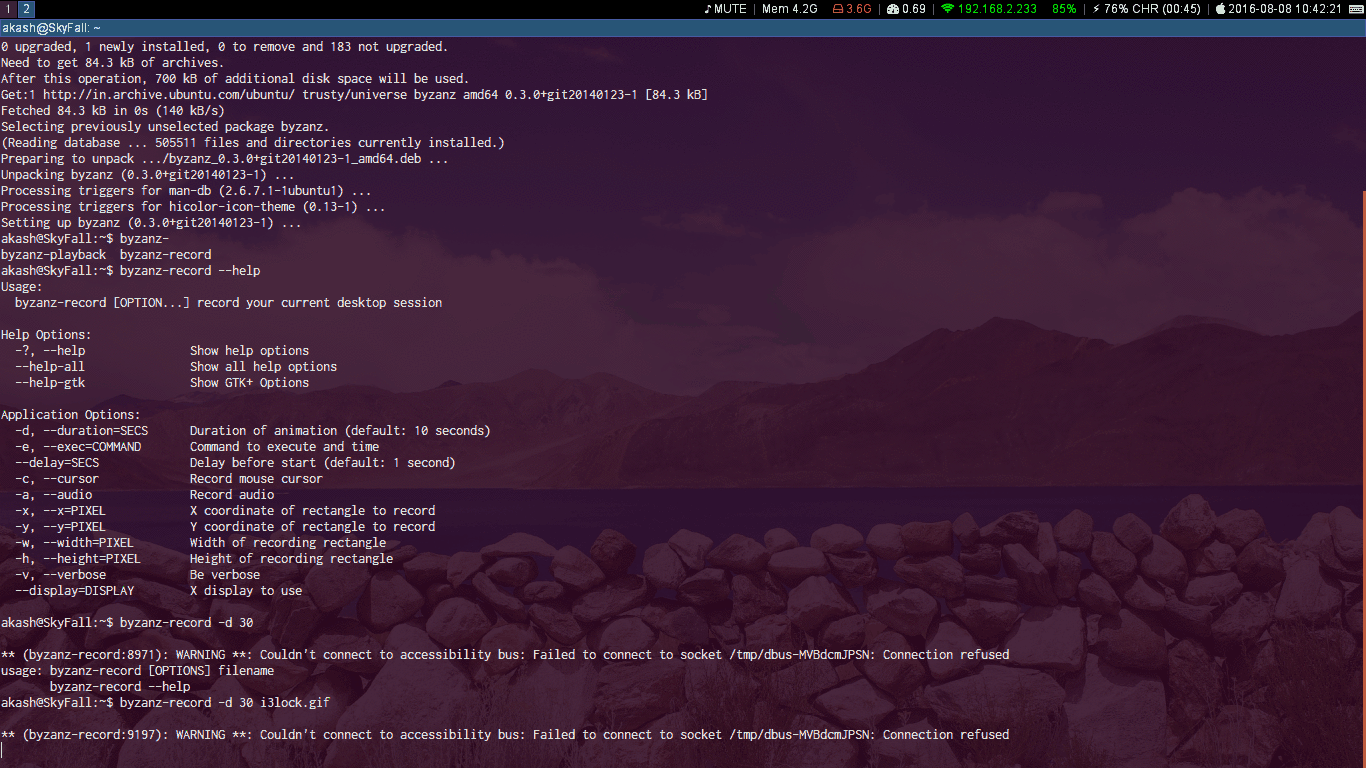 1 2 MUTE | Mem 4.2G 3.6G | 0.69 | 192.168.2.233 85% | ⚡ 76% CHR (00:45) | 2016-08-08 10:42:21
akash@SkyFall: ~
0 upgraded, 1 newly installed, 0 to remove and 183 not upgraded.
Need to get 84.3 kB of archives.
After this operation, 700 kB of additional disk space will be used.
Get:1 http://in.archive.ubuntu.com/ubuntu/ trusty/universe byzanz amd64 0.3.0+git20140123-1 [84.3 kB]
Fetched 84.3 kB in 0s (140 kB/s)
Selecting previously unselected package byzanz.
(Reading database ... 505511 files and directories currently installed.)
Preparing to unpack .../byzanz_0.3.0+git20140123-1_amd64.deb ...
Unpacking byzanz (0.3.0+git20140123-1) ...
Processing triggers for man-db (2.6.7.1-1ubuntu1) ...
Processing triggers for hicolor-icon-theme (0.13-1) ...
Setting up byzanz (0.3.0+git20140123-1) ...
akash@SkyFall:~$ byzanz-
byzanz-playback  byzanz-record
akash@SkyFall:~$ byzanz-record --help
Usage:
  byzanz-record [OPTION...] record your current desktop session

Help Options:
  -?, --help               Show help options
  --help-all               Show all help options
  --help-gtk               Show GTK+ Options

Application Options:
  -d, --duration=SECS      Duration of animation (default: 10 seconds)
  -e, --exec=COMMAND       Command to execute and time
  --delay=SECS             Delay before start (default: 1 second)
  -c, --cursor             Record mouse cursor
  -a, --audio              Record audio
  -x, --x=PIXEL            X coordinate of rectangle to record
  -y, --y=PIXEL            Y coordinate of rectangle to record
  -w, --width=PIXEL        Width of recording rectangle
  -h, --height=PIXEL       Height of recording rectangle
  -v, --verbose            Be verbose
  --display=DISPLAY        X display to use

akash@SkyFall:~$ byzanz-record -d 30

** (byzanz-record:8971): WARNING **: Couldn't connect to accessibility bus: Failed to connect to socket /tmp/dbus-MVBdcmJPSN: Connection refused
usage: byzanz-record [OPTIONS] filename
       byzanz-record --help
akash@SkyFall:~$ byzanz-record -d 30 i3lock.gif

** (byzanz-record:9197): WARNING **: Couldn't connect to accessibility bus: Failed to connect to socket /tmp/dbus-MVBdcmJPSN: Connection refused